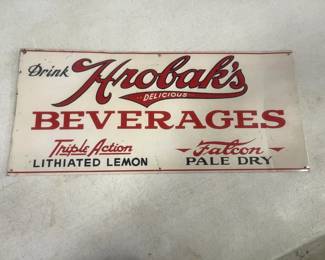 Drink Hrobak's
DELICIOUS
BEVERAGES
Triple Action Falcon
LITHIATED LEMON PALE DRY